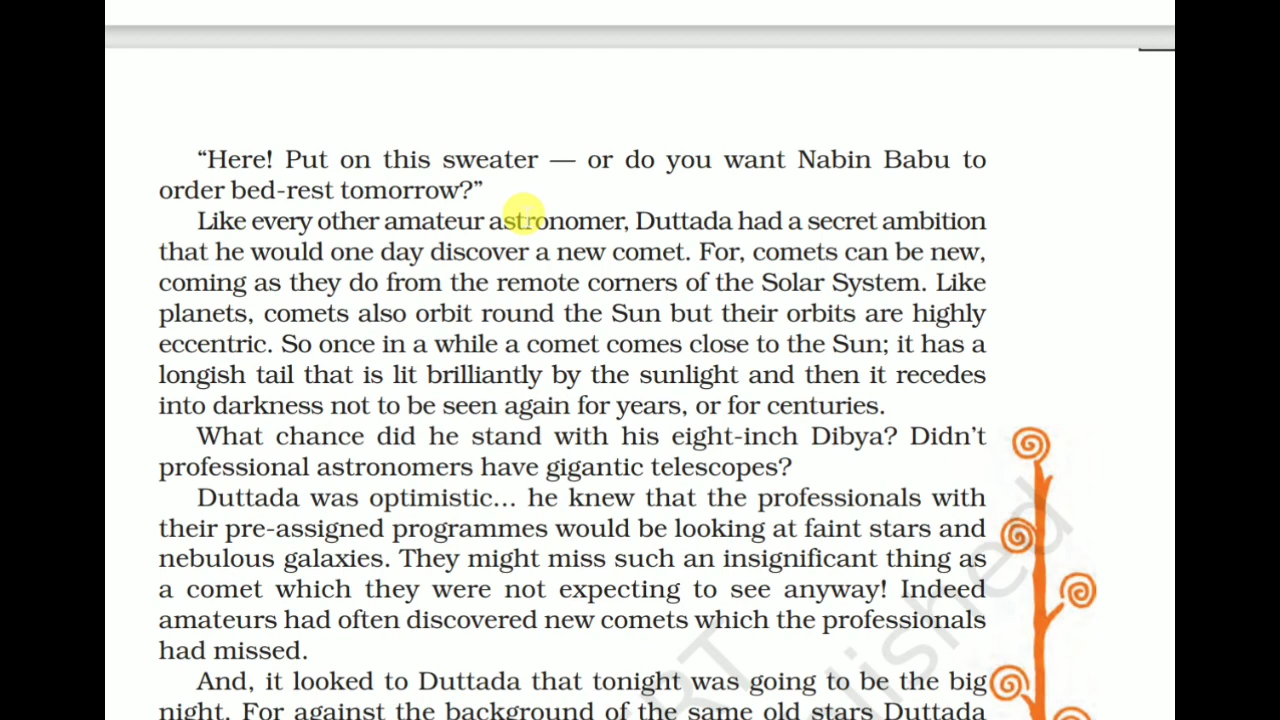 “Here! Put on this sweater — or do you want Nabin Babu to
order bed-rest tomorrow?”
Like every other amateur astronomer, Duttada had a secret ambition
that he would one day discover a new comet. For, comets can be new,
coming as they do from the remote corners of the Solar System. Like
planets, comets also orbit round the Sun but their orbits are highly
eccentric. So once in a while a comet comes close to the Sun; it has a
longish tail that is lit brilliantly by the sunlight and then it recedes
into darkness not to be seen again for years, or for centuries.
What chance did he stand with his eight-inch Dibya? Didn’t
professional astronomers have gigantic telescopes?
Duttada was optimistic... he knew that the professionals with
their pre-assigned programmes would be looking at faint stars and
nebulous galaxies. They might miss such an insignificant thing as
a comet which they were not expecting to see anyway! Indeed
amateurs had often discovered new comets which the professionals
had missed.
And, it looked to Duttada that tonight was going to be the big
night. For against the background of the same old stars Duttada